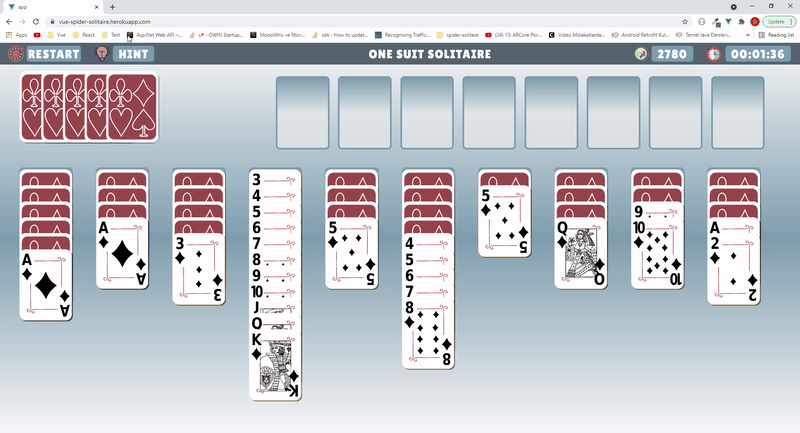 app
vue-spider-solitaire.herokuapp.com
Update
Apps Vue React Test Asp.Net Web API –... c# - OWIN Startup... Monolithic ve Micr... sdk - How to updat... Recognising Traffic... spider-solitaire (24) 13: ARCore Por... Video Mülakatlarda... Android Retrofit Kul... Temel Java Dersleri... » Reading list
RESTART HINT ONE SUIT SOLITAIRE 2780 00:01:36
A
A
A
A
3
3
3
4
5
6
7
8
9
10
J
Q
K
K
5
5
4
5
6
7
8
8
5
5
Q
Q
9
10
10
A
2
2